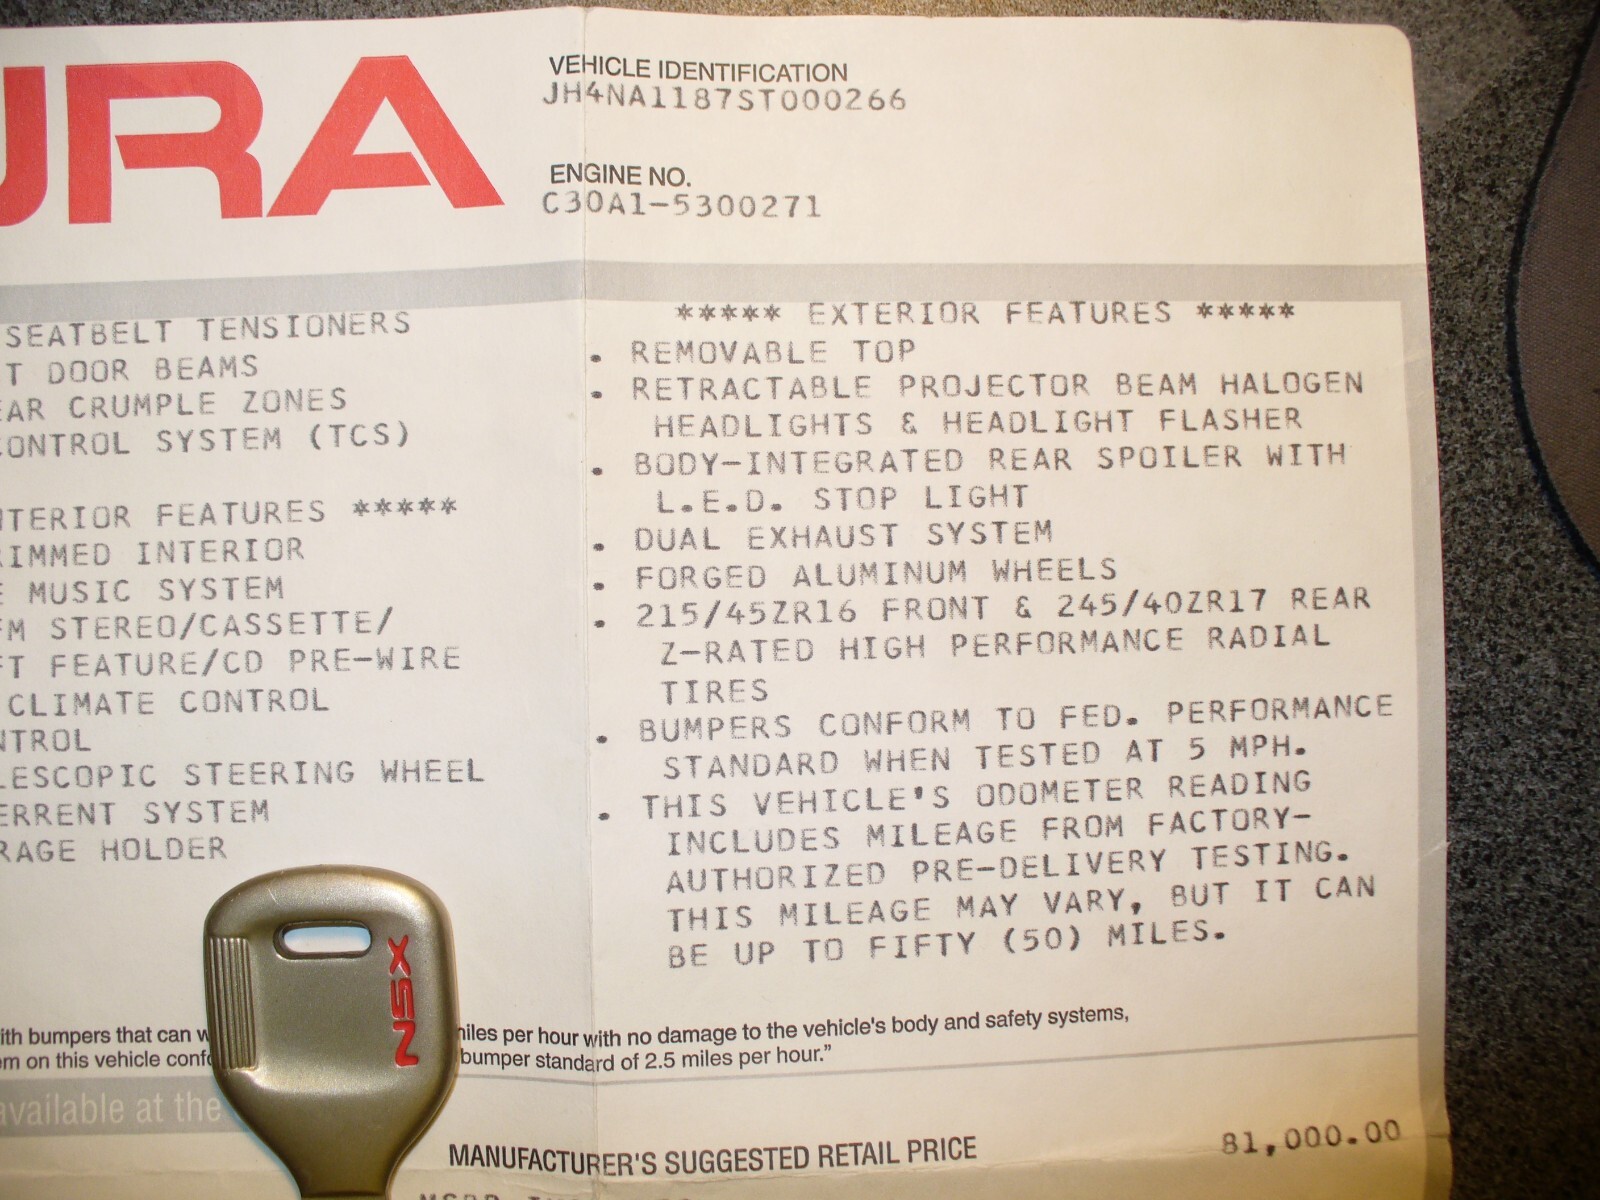 URA
VEHICLE IDENTIFICATION
JH4NA1187ST000266
ENGINE NO.
C30A1-5300271
SEATBELT TENSIONERS
T DOOR BEAMS
EAR CRUMPLE ZONES
CONTROL SYSTEM (TCS)
NTERIOR FEATURES *****
RIMMED INTERIOR
E MUSIC SYSTEM
FM STEREO/CASSETTE/
FT FEATURE/CD PRE-WIRE
CLIMATE CONTROL
NTROL
LESCOPIC STEERING WHEEL
ERRENT SYSTEM
RAGE HOLDER
***** EXTERIOR FEATURES *****
. REMOVABLE TOP
. RETRACTABLE PROJECTOR BEAM HALOGEN
HEADLIGHTS & HEADLIGHT FLASHER
. BODY-INTEGRATED REAR SPOILER WITH
L.E.D. STOP LIGHT
. DUAL EXHAUST SYSTEM
. FORGED ALUMINUM WHEELS
. 215/45ZR16 FRONT & 245/40ZR17 REAR
Z-RATED HIGH PERFORMANCE RADIAL
TIRES
. BUMPERS CONFORM TO FED. PERFORMANCE
STANDARD WHEN TESTED AT 5 MPH.
. THIS VEHICLE'S ODOMETER READING
INCLUDES MILEAGE FROM FACTORY-
AUTHORIZED PRE-DELIVERY TESTING.
THIS MILEAGE MAY VARY, BUT IT CAN
BE UP TO FIFTY (50) MILES.
NSX
ith bumpers that can w iles per hour with no damage to the vehicle's body and safety systems,
em on this vehicle confo bumper standard of 2.5 miles per hour."
available at the
MANUFACTURER'S SUGGESTED RETAIL PRICE 81,000.00